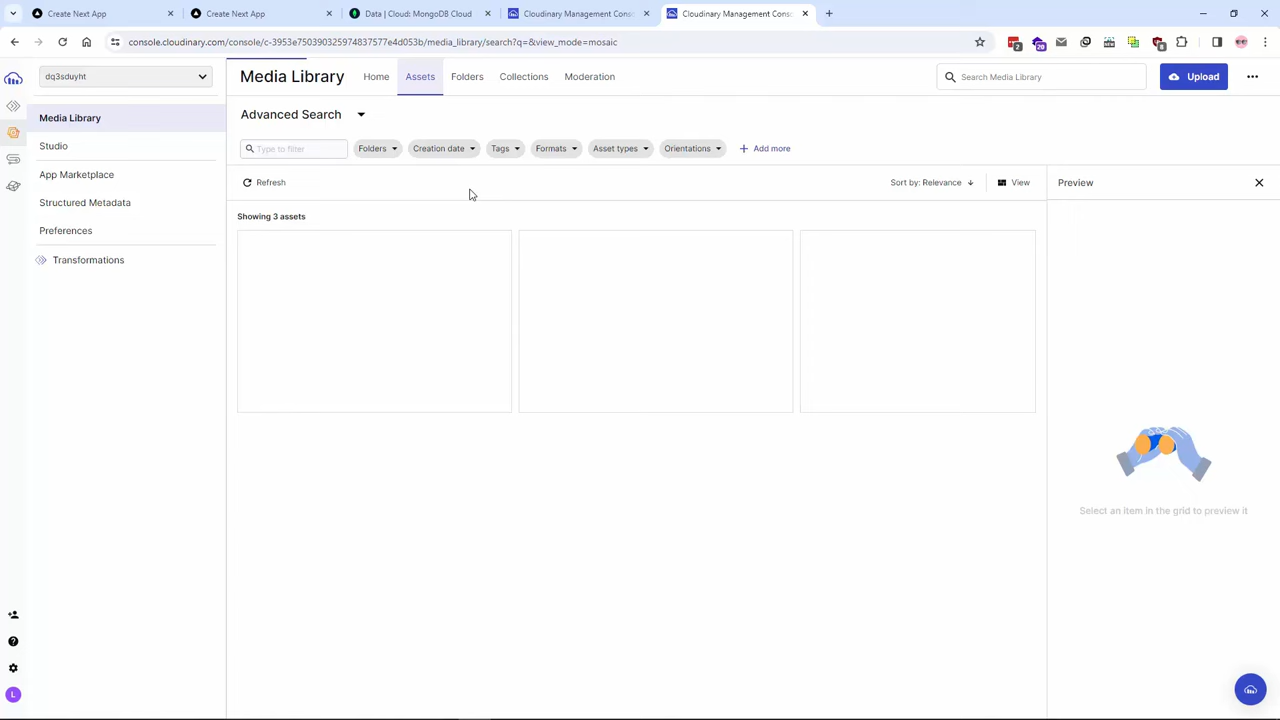 Create Next App
Create Next App
Data | Cloud: MongoDB Cloud
Cloudinary Management Cons
Cloudinary Management Cons
console.cloudinary.com/console/c-3953e750390325974837577e4d053b/media_library/search?q=&view_mode=mosaic
2
20
6
dq3sduyht
Media Library
Home
Assets
Folders
Collections
Moderation
Search Media Library
Upload
Media Library
Studio
App Marketplace
Structured Metadata
Preferences
Transformations
L
Advanced Search
Type to filter
Folders
Creation date
Tags
Formats
Asset types
Orientations
Add more
Refresh
Sort by: Relevance
View
Preview
Showing 3 assets
Select an item in the grid to preview it